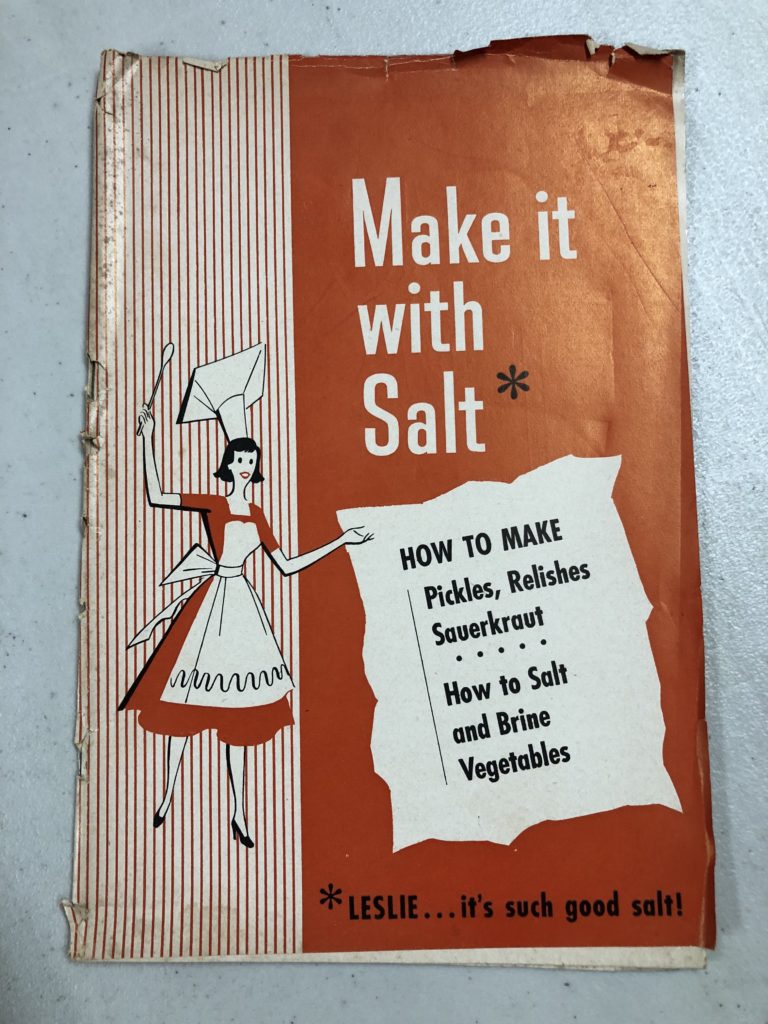 Make it
with
Salt*
HOW TO MAKE
Pickles, Relishes
Sauerkraut
• • • • •
How to Salt
and Brine
Vegetables
*LESLIE...it's such good salt!